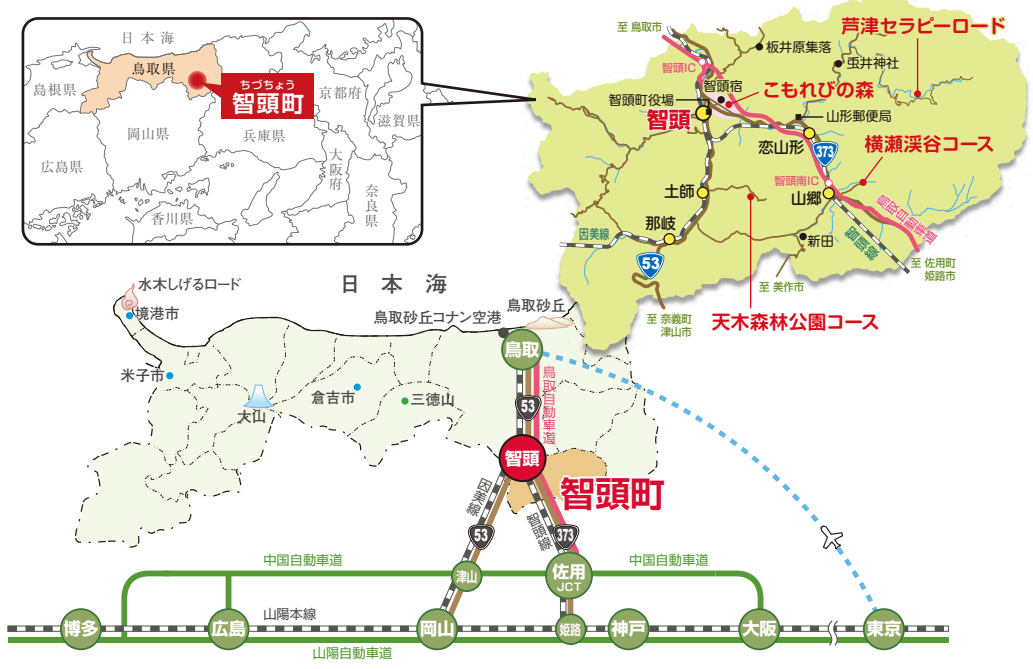 日本海
鳥取県
島根県
ちづちょう
智頭町
京都府
滋賀県
岡山県
兵庫県
広島県
大阪府
奈良県
香川県
至 鳥取市
板井原集落
芦津セラピーロード
智頭IC
虫井神社
智頭宿
こもれびの森
智頭町役場
智頭
山形郵便局
恋山形
373
横瀬渓谷コース
智頭南IC
土師
山郷
鳥取自動車道
那岐
因美線
新田
智頭線
53
至 佐用町
姫路市
至 美作市
至 奈義町
津山市
天木森林公園コース
日本海
水木しげるロード
境港市
鳥取砂丘コナン空港
鳥取砂丘
鳥取
米子市
倉吉市
三徳山
大山
53
鳥取自動車道
智頭
智頭町
因美線
智頭線
53
373
中国自動車道
中国自動車道
津山
佐用
JCT
山陽本線
博多
広島
岡山
姫路
神戸
大阪
東京
山陽自動車道